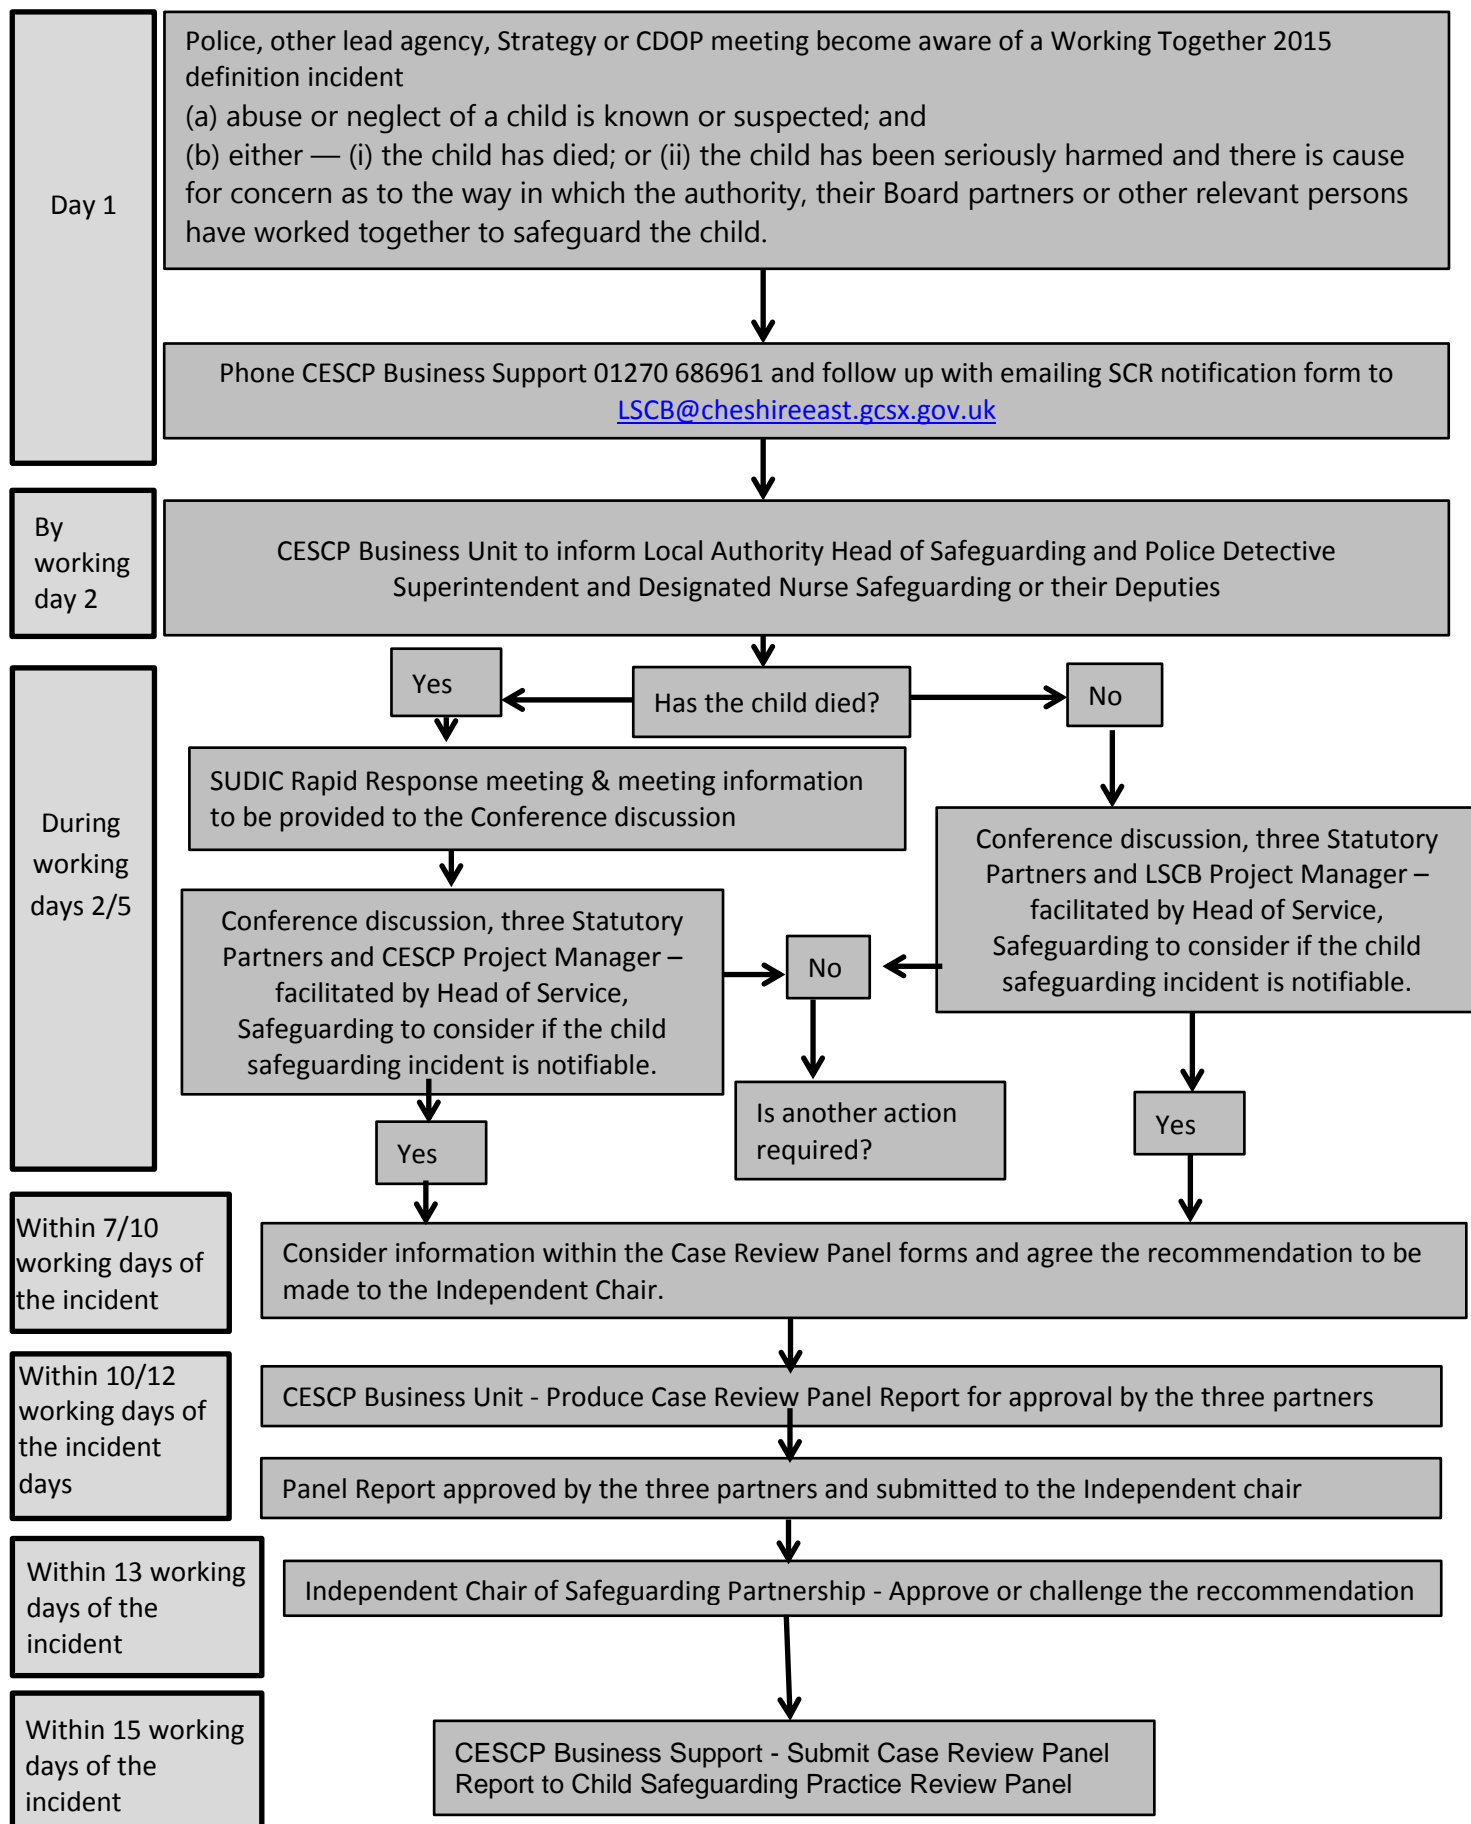 Day 1
Police, other lead agency, Strategy or CDOP meeting become aware of a Working Together 2015
definition incident
(a) abuse or neglect of a child is known or suspected; and
(b) either — (i) the child has died; or (ii) the child has been seriously harmed and there is cause
for concern as to the way in which the authority, their Board partners or other relevant persons
have worked together to safeguard the child.
Phone CESCP Business Support 01270 686961 and follow up with emailing SCR notification form to
LSCB@cheshireeast.gcsx.gov.uk
By
working
day 2
CESCP Business Unit to inform Local Authority Head of Safeguarding and Police Detective
Superintendent and Designated Nurse Safeguarding or their Deputies
During
working
days 2/5
Has the child died?
Yes
No
SUDIC Rapid Response meeting & meeting information
to be provided to the Conference discussion
Conference discussion, three Statutory
Partners and CESCP Project Manager –
facilitated by Head of Service,
Safeguarding to consider if the child
safeguarding incident is notifiable.
Conference discussion, three Statutory
Partners and LSCB Project Manager –
facilitated by Head of Service,
Safeguarding to consider if the child
safeguarding incident is notifiable.
No
Is another action
required?
Yes
Yes
Within 7/10
working days of
the incident
Consider information within the Case Review Panel forms and agree the recommendation to be
made to the Independent Chair.
Within 10/12
working days of
the incident
days
CESCP Business Unit - Produce Case Review Panel Report for approval by the three partners
Panel Report approved by the three partners and submitted to the Independent chair
Within 13 working
days of the
incident
Independent Chair of Safeguarding Partnership - Approve or challenge the reccommendation
Within 15 working
days of the
incident
CESCP Business Support - Submit Case Review Panel
Report to Child Safeguarding Practice Review Panel